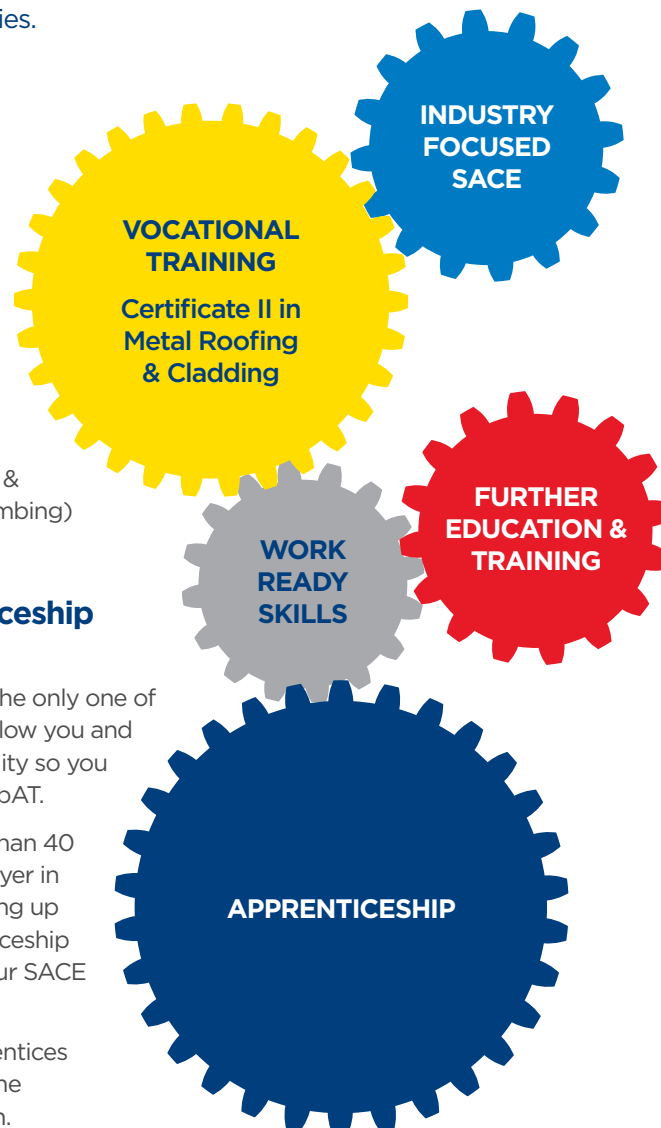 ies.
INDUSTRY
FOCUSED
SACE
VOCATIONAL
TRAINING
Certificate II in
Metal Roofing
& Cladding
&
mbing)
FURTHER
EDUCATION &
TRAINING
WORK
READY
SKILLS
ceship
he only one of
low you and
ity so you
bAT.
han 40
yer in
ng up
ceship
ur SACE
entices
he
n.
APPRENTICESHIP